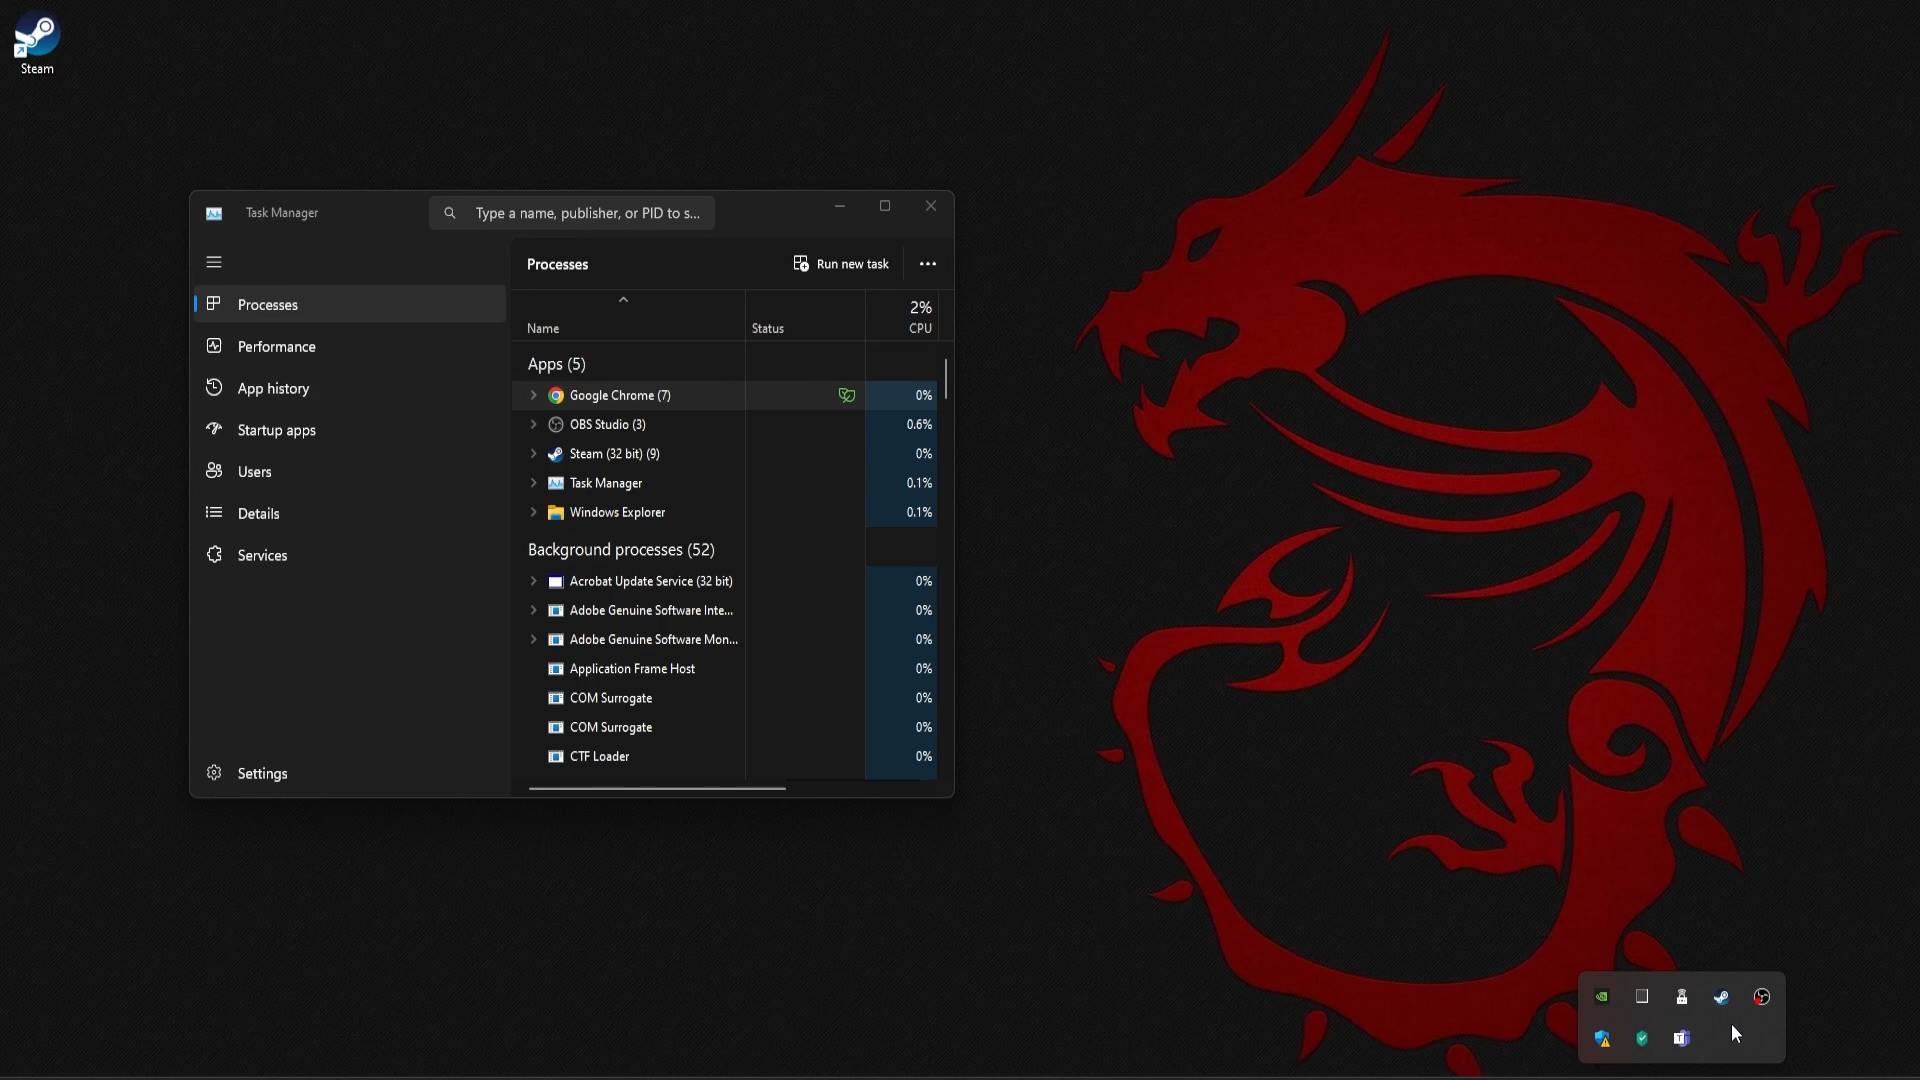 Steam
Task Manager
Type a name, publisher, or PID to s...
Processes
Performance
App history
Startup apps
Users
Details
Services
Settings
Processes
Run new task
Name
Status
2%
CPU
Apps (5)
Google Chrome (7) 0%
OBS Studio (3) 0.6%
Steam (32 bit) (9) 0%
Task Manager 0.1%
Windows Explorer 0.1%
Background processes (52)
Acrobat Update Service (32 bit) 0%
Adobe Genuine Software Inte... 0%
Adobe Genuine Software Mon... 0%
Application Frame Host 0%
COM Surrogate 0%
COM Surrogate 0%
CTF Loader 0%